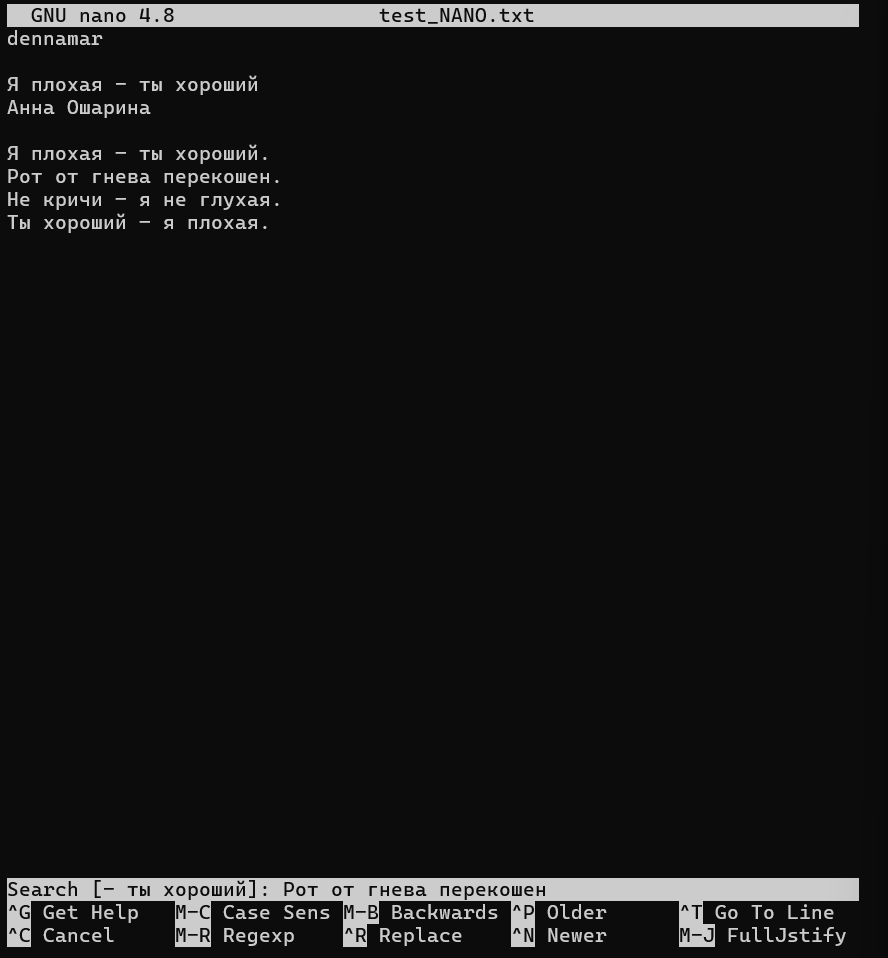 GNU nano 4.8 test_NANO.txt
dennamar
Я плохая – ты хороший
Анна Ошарина
Я плохая – ты хороший.
Рот от гнева перекошен.
Не кричи – я не глухая.
Ты хороший – я плохая.
Search [– ты хороший]: Рот от гнева перекошен
^G Get Help M-C Case Sens M-B Backwards ^P Older ^T Go To Line
^C Cancel M-R Regexp ^R Replace ^N Newer M-J FullJstify